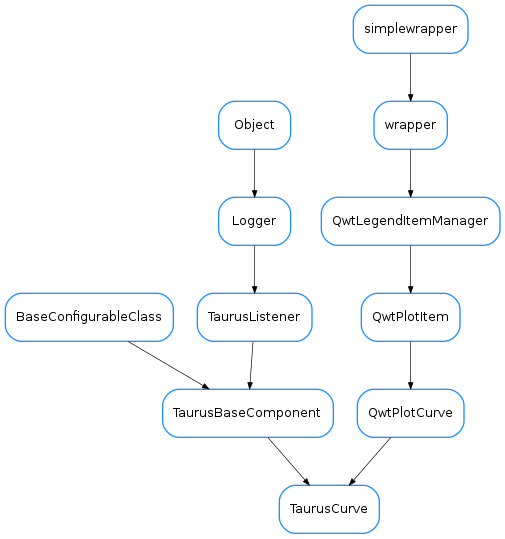 simplewrapper
Object
wrapper
Logger
QwtLegendItemManager
BaseConfigurableClass
TaurusListener
QwtPlotItem
TaurusBaseComponent
QwtPlotCurve
TaurusCurve